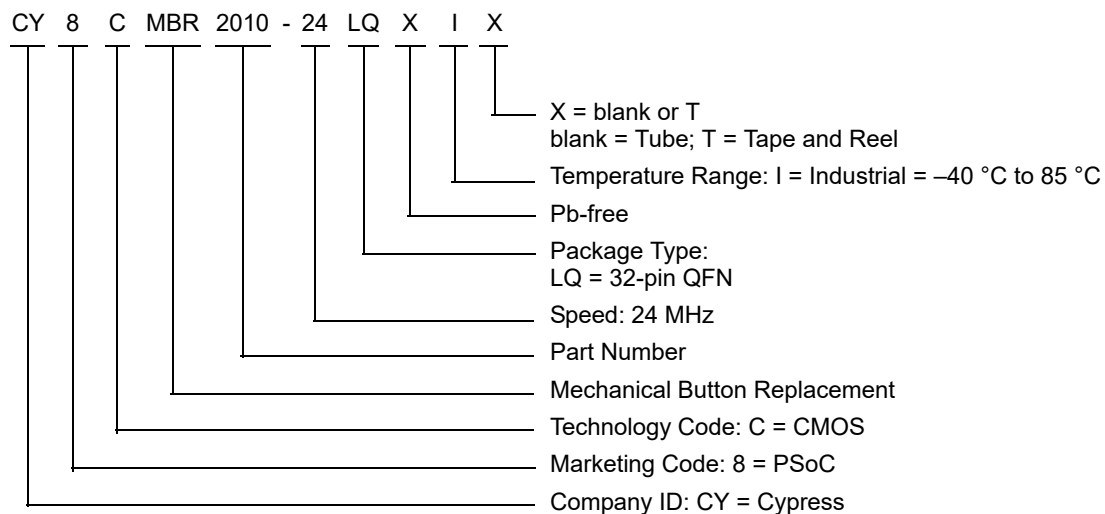 CY 8 C MBR 2010 - 24 LQ X I X
X = blank or T
blank = Tube; T = Tape and Reel
Temperature Range: I = Industrial = –40 °C to 85 °C
Pb-free
Package Type:
LQ = 32-pin QFN
Speed: 24 MHz
Part Number
Mechanical Button Replacement
Technology Code: C = CMOS
Marketing Code: 8 = PSoC
Company ID: CY = Cypress